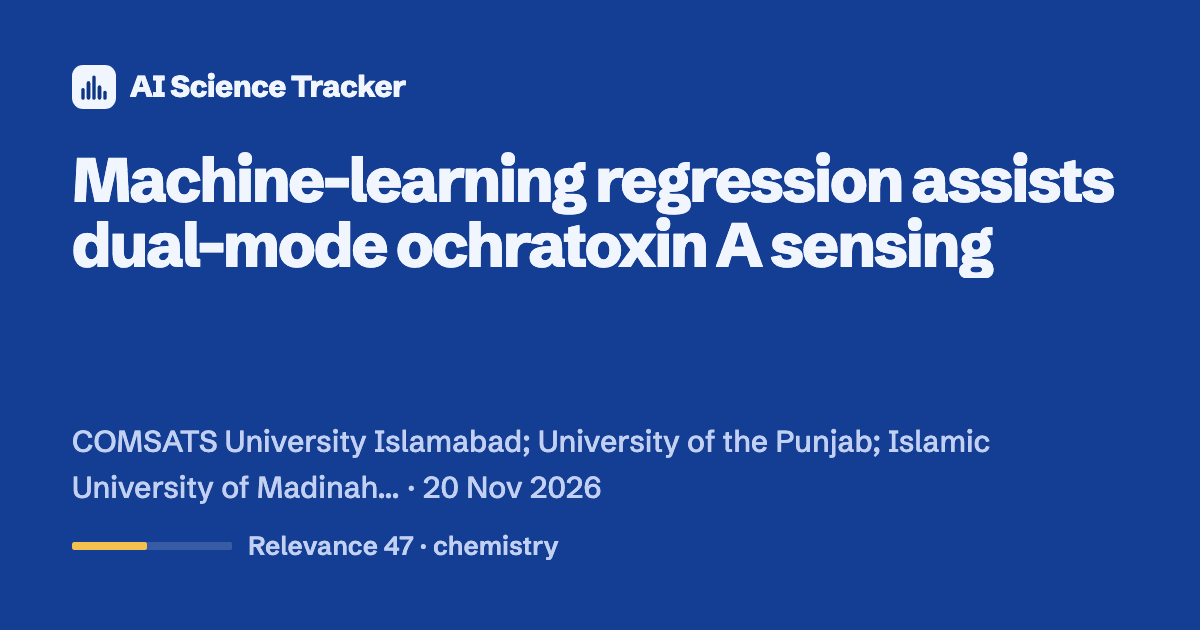 AI Science Tracker
Machine-learning regression assists
dual-mode ochratoxin A sensing
COMSATS University Islamabad; University of the Punjab; Islamic
University of Madinah... · 20 Nov 2026
Relevance 47 · chemistry